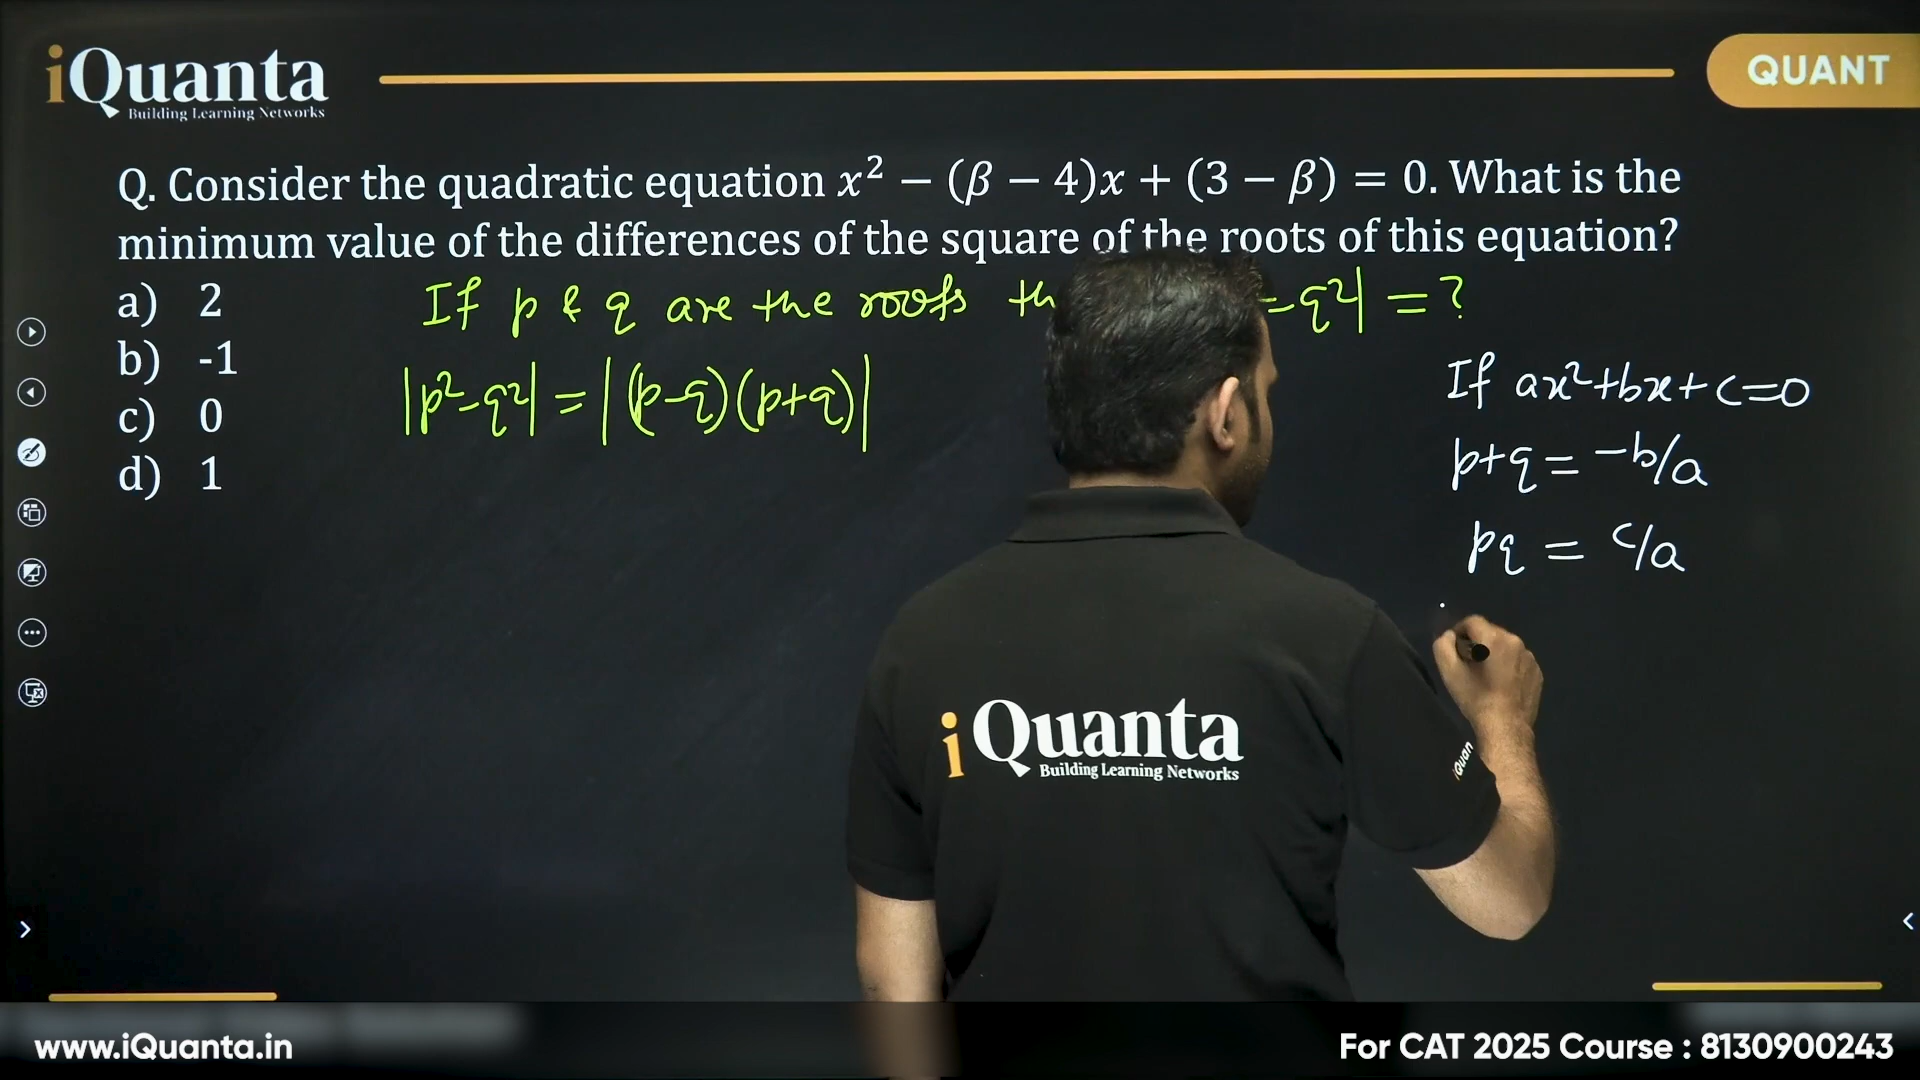 iQuanta
Building Learning Networks
QUANT
Q. Consider the quadratic equation x² − (β − 4)x + (3 − β) = 0. What is the
minimum value of the differences of the square of the roots of this equation?
a) 2
b) -1
c) 0
d) 1
If p & q are the roots th -q²| = ?
|p²-q²| = |(p-q)(p+q)|
If ax²+bx+c=0
p+q = -b/a
pq = c/a
iQuanta
Building Learning Networks
iQuan
www.iQuanta.in
For CAT 2025 Course : 8130900243